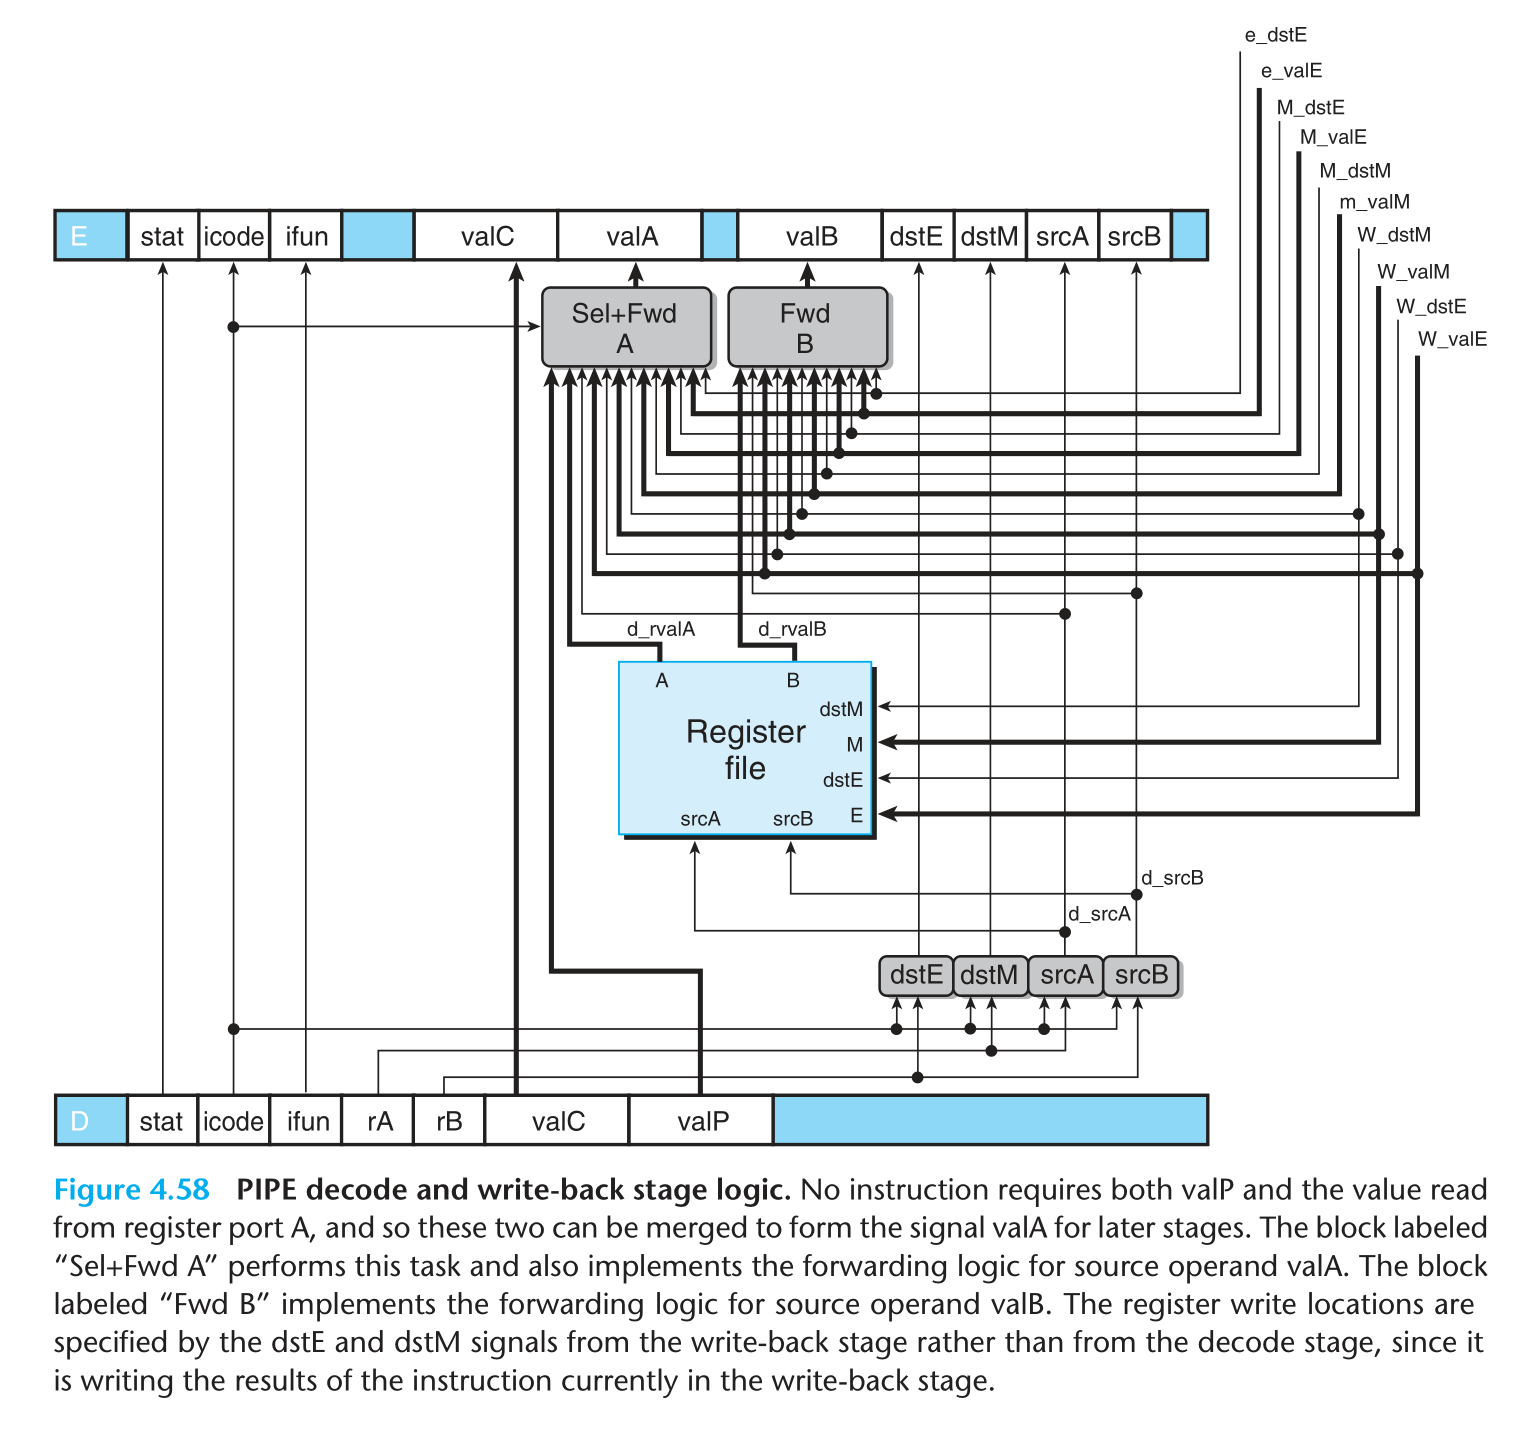 e_dstE
e_valE
M_dstE
M_valE
M_dstM
m_valM
W_dstM
W_valM
W_dstE
W_valE
E stat icode ifun valC valA valB dstE dstM srcA srcB
Sel+Fwd
A
Fwd
B
d_rvalA d_rvalB
A B
dstM
Register
file
M
dstE
E
srcA srcB
d_srcB
d_srcA
dstE dstM srcA srcB
D stat icode ifun rA rB valC valP
Figure 4.58 PIPE decode and write-back stage logic. No instruction requires both valP and the value read
from register port A, and so these two can be merged to form the signal valA for later stages. The block labeled
“Sel+Fwd A” performs this task and also implements the forwarding logic for source operand valA. The block
labeled “Fwd B” implements the forwarding logic for source operand valB. The register write locations are
specified by the dstE and dstM signals from the write-back stage rather than from the decode stage, since it
is writing the results of the instruction currently in the write-back stage.